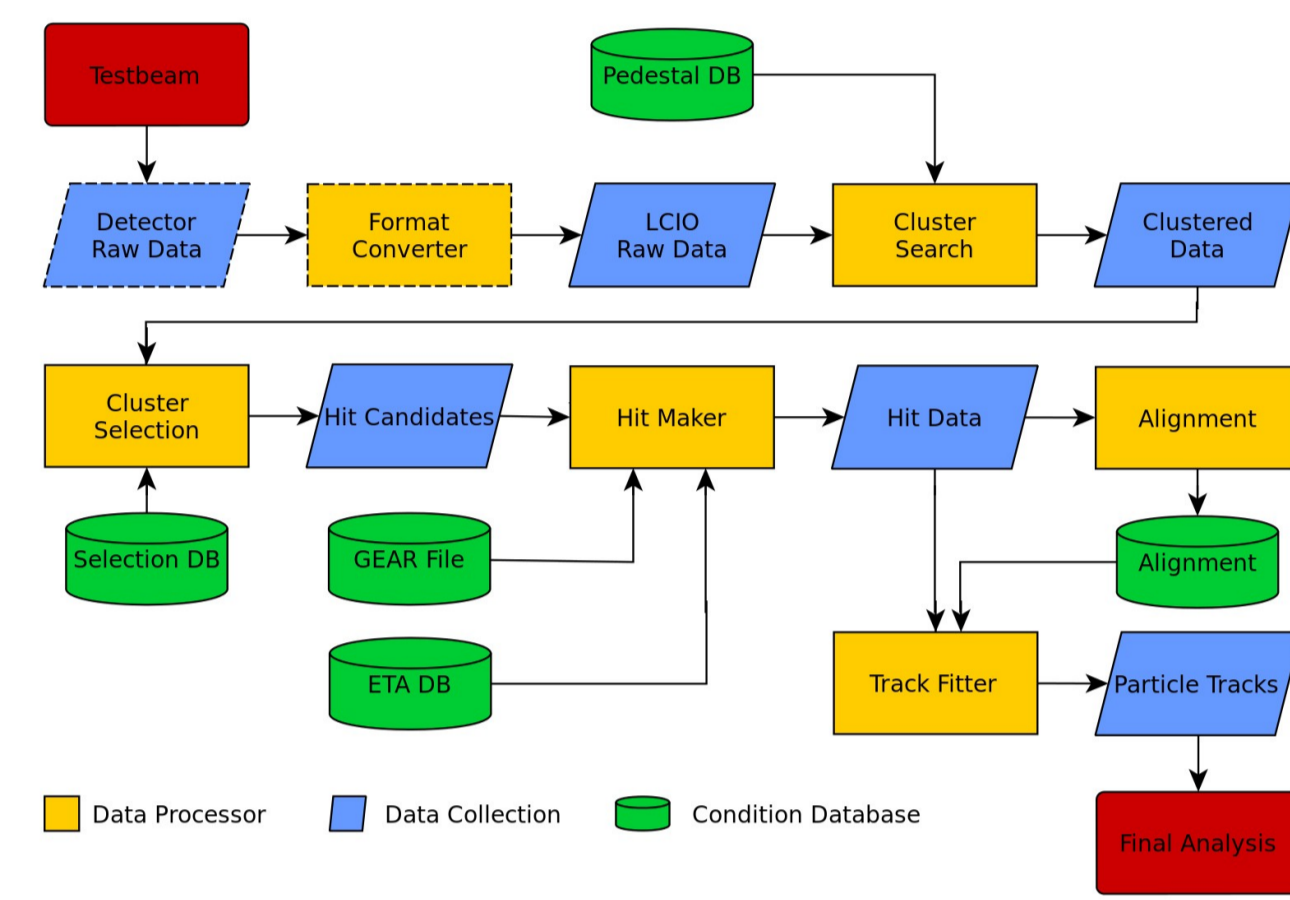 Testbeam
Pedestal DB
Detector
Raw Data
Format
Converter
LCIO
Raw Data
Cluster
Search
Clustered
Data
Cluster
Selection
Hit Candidates
Hit Maker
Hit Data
Alignment
Selection DB
GEAR File
Alignment
ETA DB
Track Fitter
Particle Tracks
Data Processor
Data Collection
Condition Database
Final Analysis